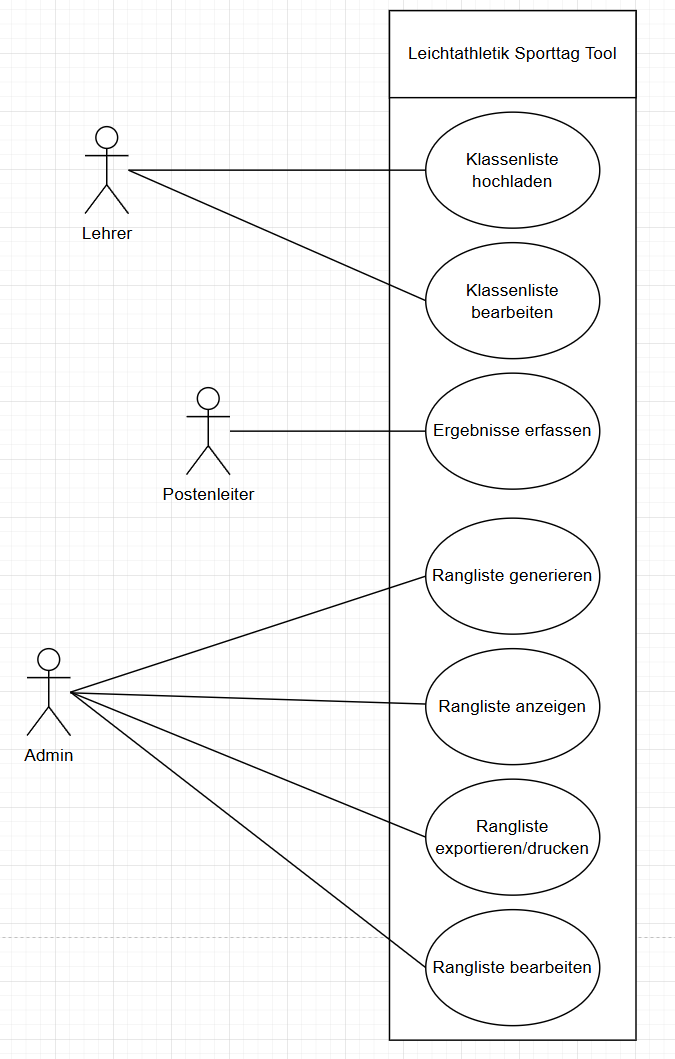 Leichtathletik Sporttag Tool
Klassenliste
hochladen
Lehrer
Klassenliste
bearbeiten
Ergebnisse erfassen
Postenleiter
Rangliste generieren
Rangliste anzeigen
Admin
Rangliste
exportieren/drucken
Rangliste bearbeiten